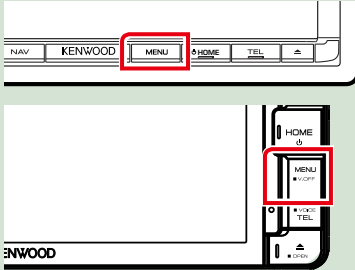 NAV KENWOOD MENU HOME TEL
HOME
MENU
V.OFF
VOICE
TEL
ENWOOD
OPEN